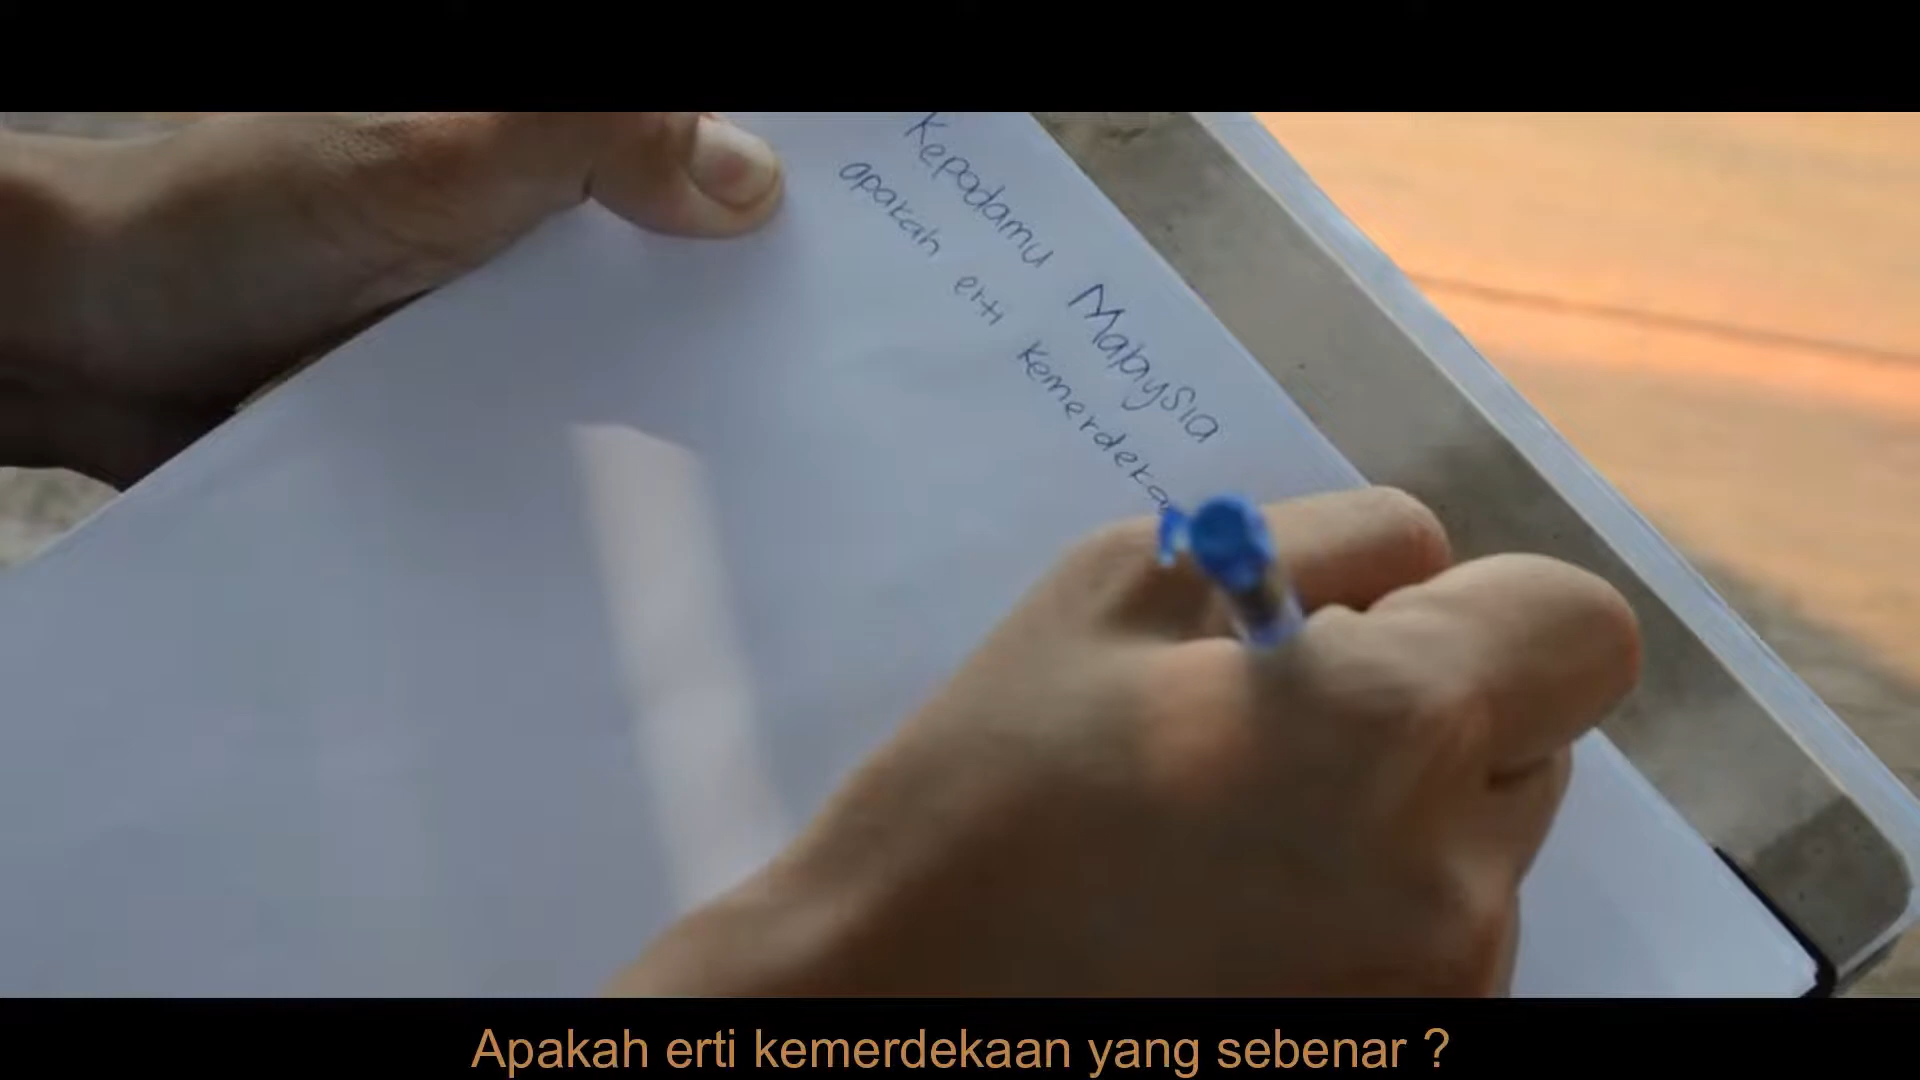 Kepadamu Malaysia
apakah erti kemerdeka
Apakah erti kemerdekaan yang sebenar ?